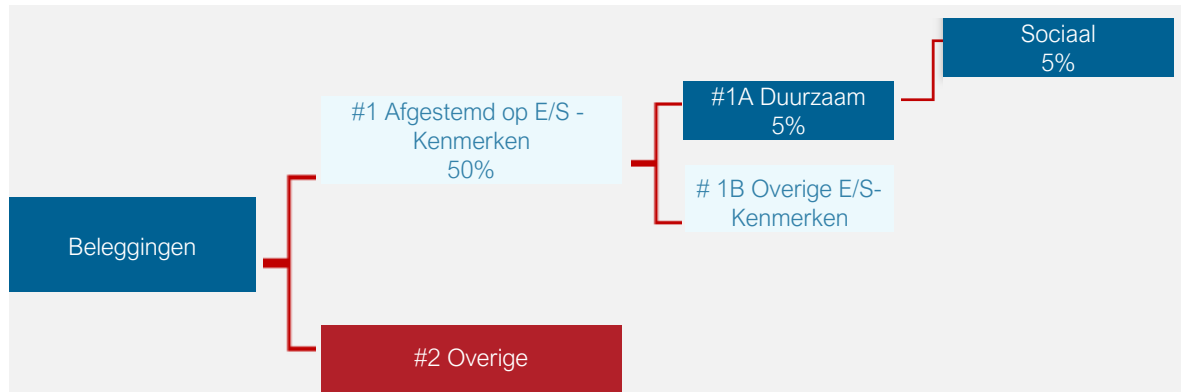 Beleggingen
#1 Afgestemd op E/S -
Kenmerken
50%
#2 Overige
#1A Duurzaam
5%
# 1B Overige E/S-
Kenmerken
Sociaal
5%